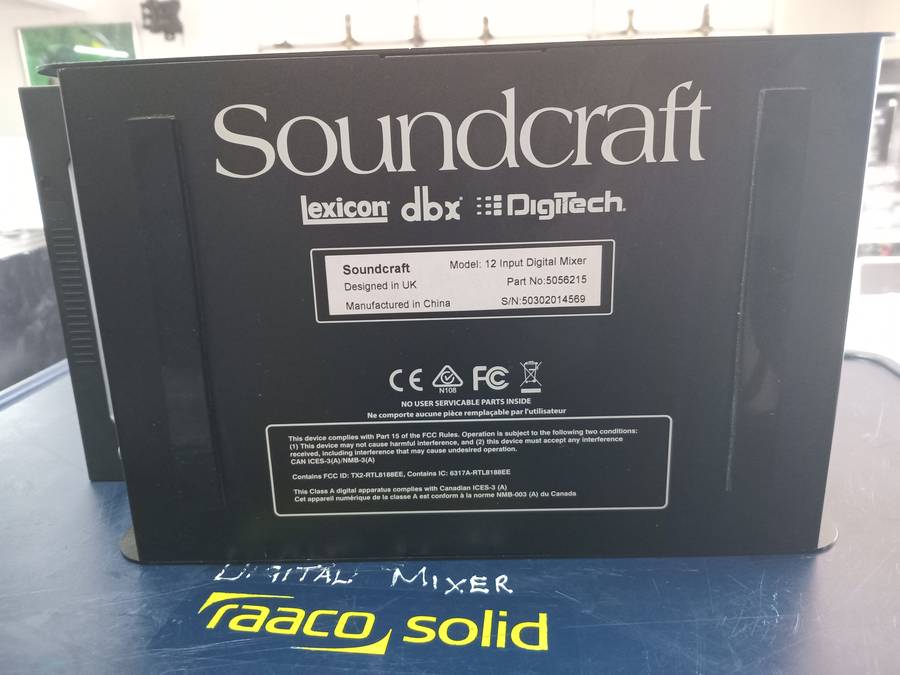 Soundcraft
lexicon dbx DigiTech
Soundcraft Model: 12 Input Digital Mixer
Designed in UK Part No:5056215
Manufactured in China S/N:50302014569
CE FC
N108
NO USER SERVICABLE PARTS INSIDE
Ne comporte aucune pièce remplaçable par l'utilisateur
This device complies with Part 15 of the FCC Rules. Operation is subject to the following two conditions:
(1) This device may not cause harmful interference, and (2) this device must accept any interference
received, including interference that may cause undesired operation.
CAN ICES-3(A)/NMB-3(A)
Contains FCC ID: TX2-RTL8188EE, Contains IC: 6317A-RTL8188EE
This Class A digital apparatus complies with Canadian ICES-3 (A)
Cet appareil numérique de la classe A est conform à la norme NMB-003 (A) du Canada
DIGITAL MIXER
raaco solid